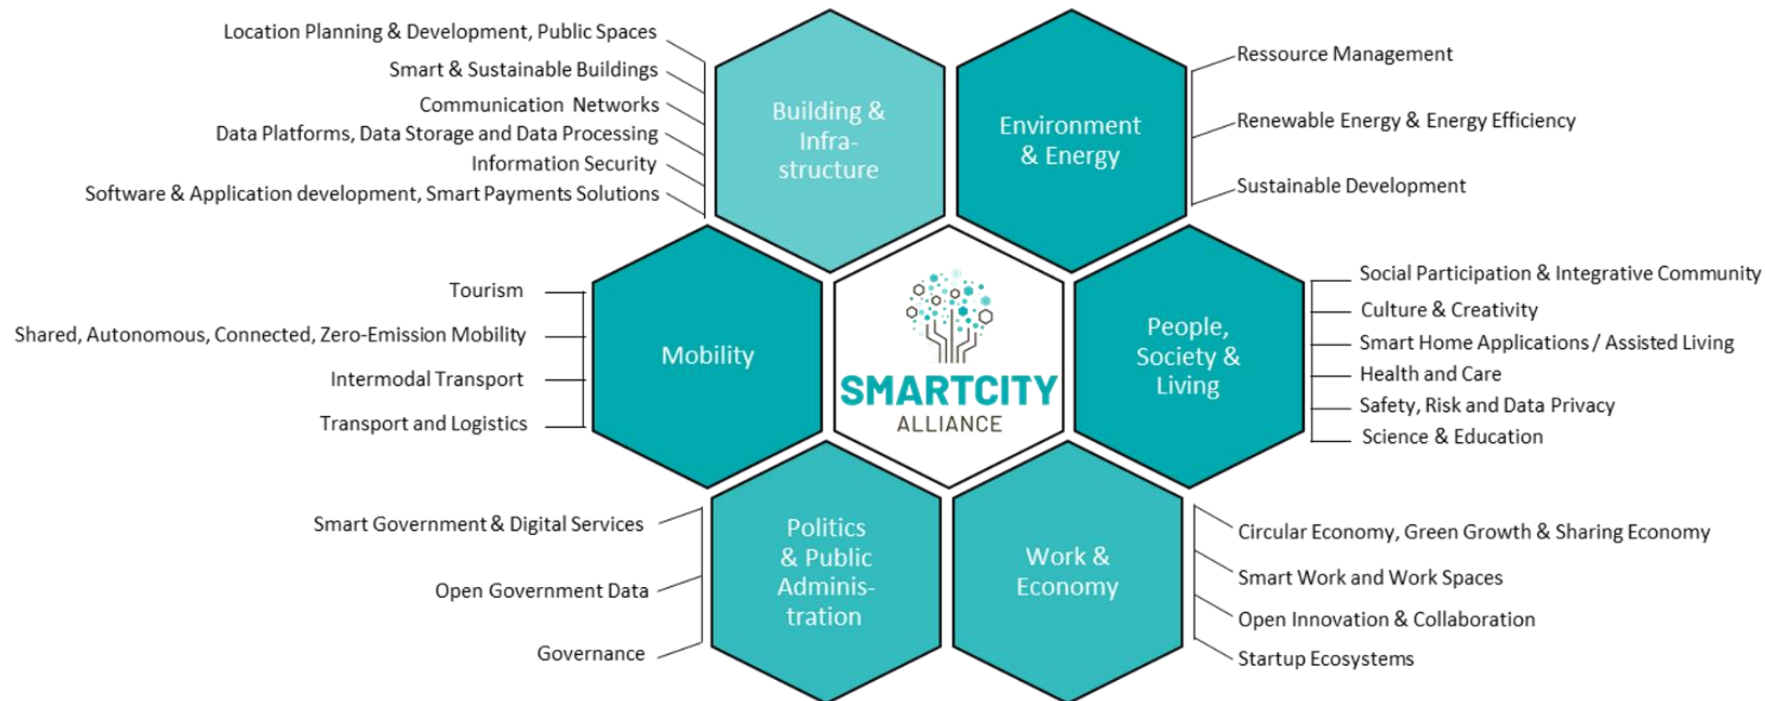 Location Planning & Development, Public Spaces
Smart & Sustainable Buildings
Communication Networks
Data Platforms, Data Storage and Data Processing
Information Security
Software & Application development, Smart Payments Solutions
Building &
Infra-
structure
Environment
& Energy
Ressource Management
Renewable Energy & Energy Efficiency
Sustainable Development
Tourism
Shared, Autonomous, Connected, Zero-Emission Mobility
Intermodal Transport
Transport and Logistics
Mobility
SMARTCITY
ALLIANCE
People,
Society &
Living
Social Participation & Integrative Community
Culture & Creativity
Smart Home Applications / Assisted Living
Health and Care
Safety, Risk and Data Privacy
Science & Education
Smart Government & Digital Services
Open Government Data
Governance
Politics
& Public
Adminis-
tration
Work &
Economy
Circular Economy, Green Growth & Sharing Economy
Smart Work and Work Spaces
Open Innovation & Collaboration
Startup Ecosystems